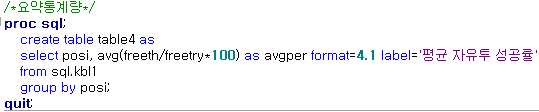 /*요약통계량*/
proc sql;
create table table4 as
select posi, avg(freeth/freetry*100) as avgper format=4.1 label='평균 자유투 성공률'
from sql.kbl1
group by posi;
quit;